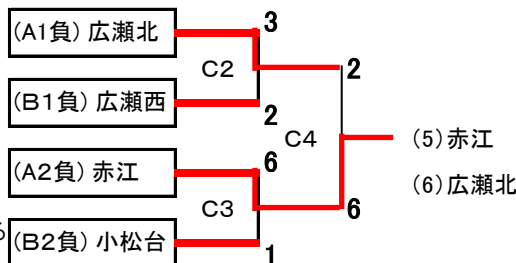 (A1負) 広瀬北
3
C2
2
(B1負) 広瀬西
2
C4
(5) 赤江
(A2負) 赤江
6
(6) 広瀬北
C3
6
(B2負) 小松台
1